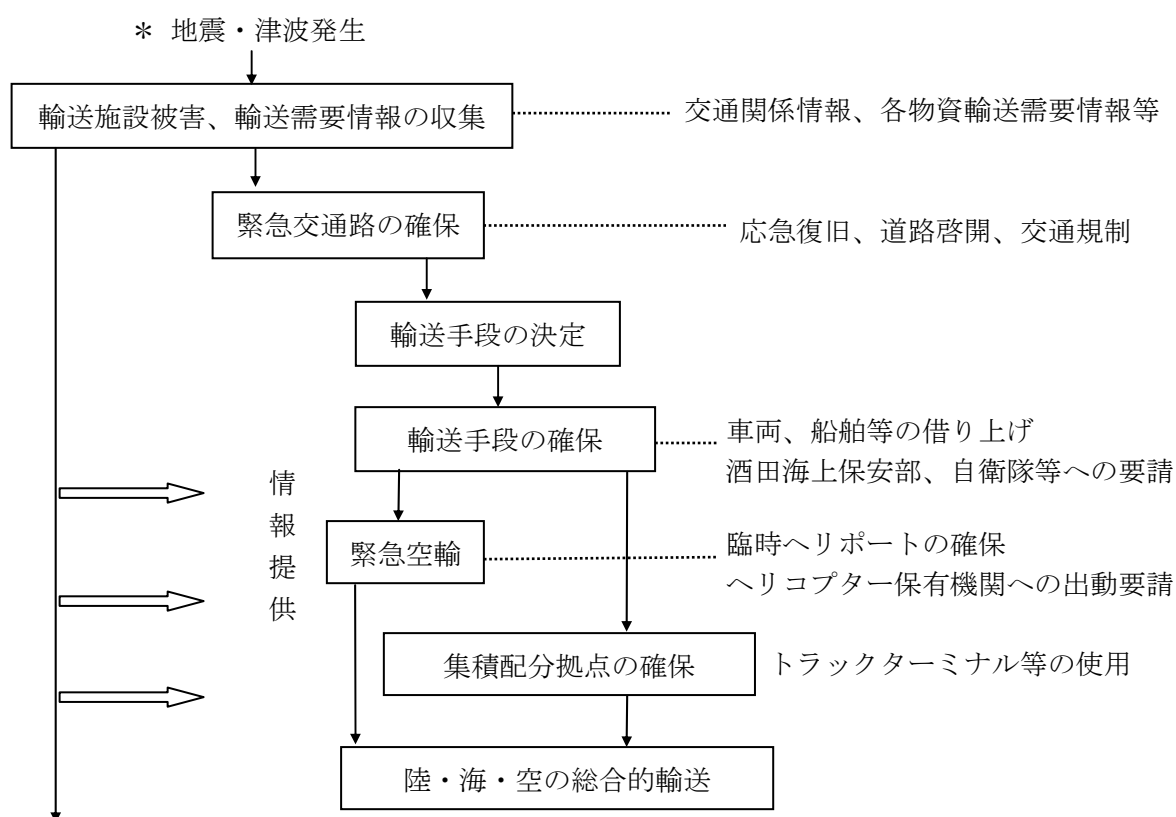 ＊ 地震・津波発生
輸送施設被害、輸送需要情報の収集
交通関係情報、各物資輸送需要情報等
緊急交通路の確保
応急復旧、道路啓開、交通規制
輸送手段の決定
輸送手段の確保
車両、船舶等の借り上げ
酒田海上保安部、自衛隊等への要請
情報提供
緊急空輸
臨時ヘリポートの確保
ヘリコプター保有機関への出動要請
集積配分拠点の確保
トラックターミナル等の使用
陸・海・空の総合的輸送